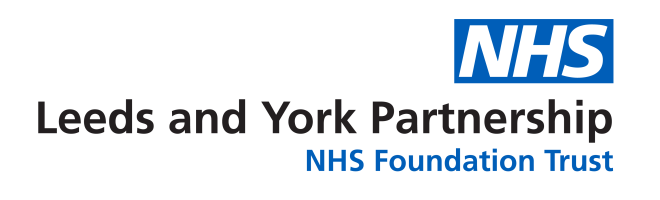 NHS
Leeds and York Partnership
NHS Foundation Trust